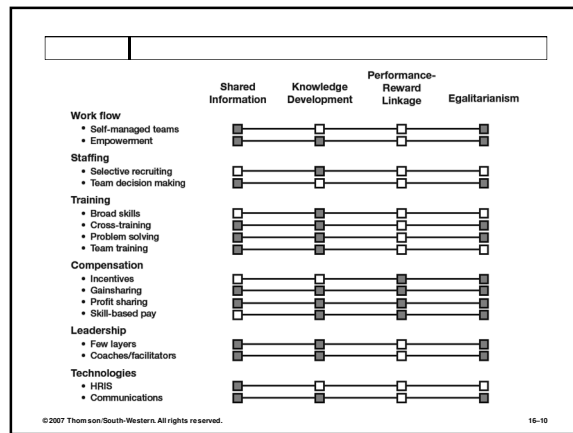 Shared Information
Knowledge Development
Performance-Reward Linkage
Egalitarianism
Work flow
• Self-managed teams
• Empowerment
Staffing
• Selective recruiting
• Team decision making
Training
• Broad skills
• Cross-training
• Problem solving
• Team training
Compensation
• Incentives
• Gainsharing
• Profit sharing
• Skill-based pay
Leadership
• Few layers
• Coaches/facilitators
Technologies
• HRIS
• Communications
©2007 Thomson/South-Western. All rights reserved.
16–10